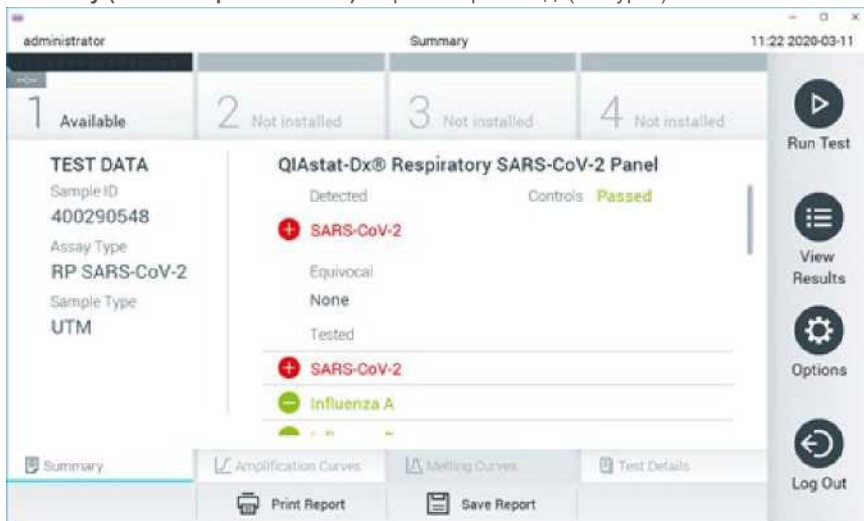 administrator
Summary
11:22 2020-03-11
1 Available
2 Not installed
3 Not installed
4 Not installed
TEST DATA
Sample ID
400290548
Assay Type
RP SARS-CoV-2
Sample Type
UTM
QIAstat-Dx® Respiratory SARS-CoV-2 Panel
Detected
Controls Passed
SARS-CoV-2
Equivocal
None
Tested
SARS-CoV-2
Influenza A
Run Test
View
Results
Options
Log Out
Summary
Amplification Curves
Melting Curves
Test Details
Print Report
Save Report